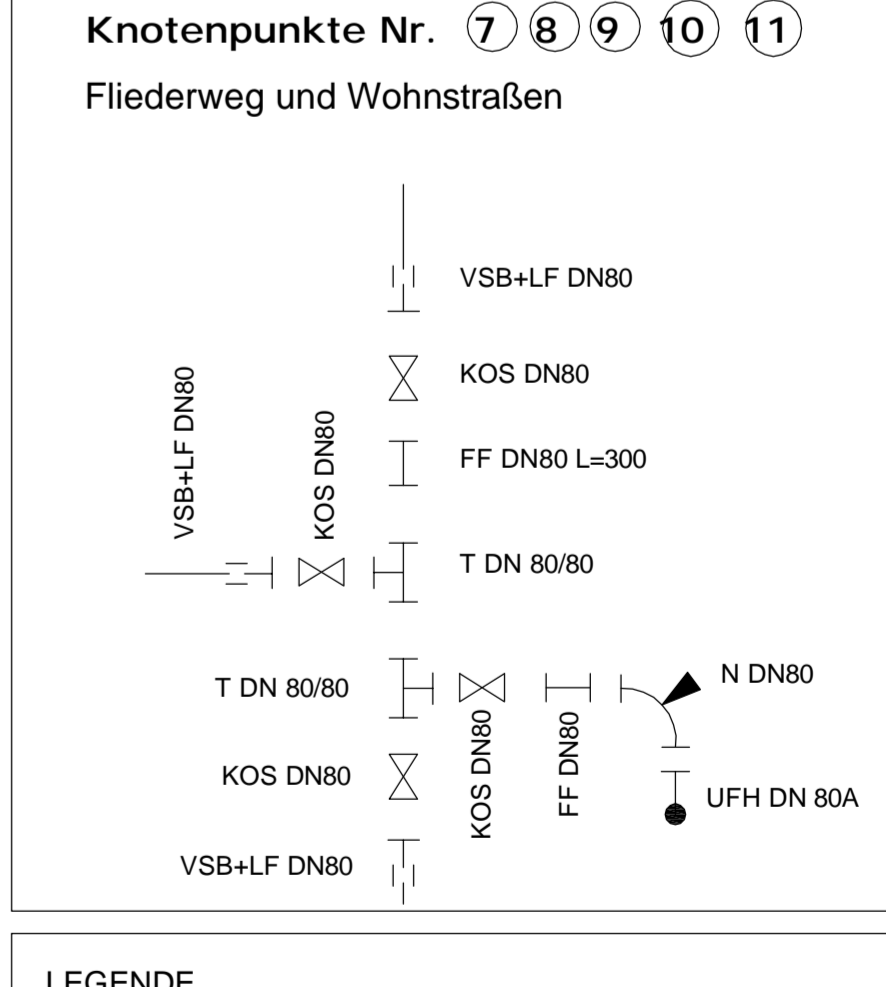 Knotenpunkte Nr. 7 8 9 10 11
Fliederweg und Wohnstraßen
VSB+LF DN80
KOS DN80
FF DN80 L=300
VSB+LF DN80
KOS DN80
T DN 80/80
T DN 80/80
KOS DN80
FF DN80
N DN80
UFH DN 80A
KOS DN80
VSB+LF DN80
LEGENDE